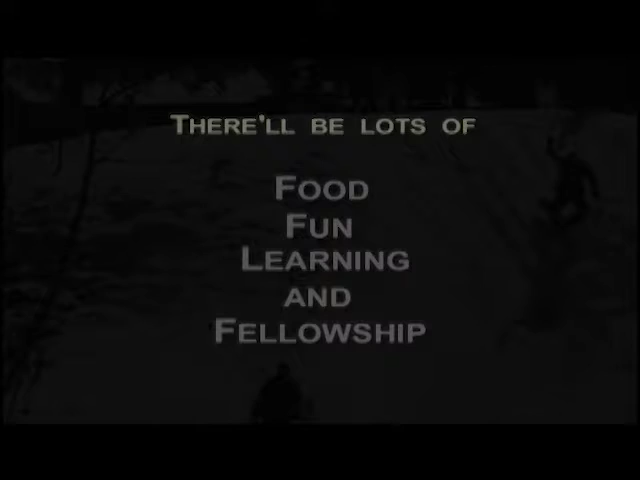 There'll be lots of
Food
Fun
Learning
and
Fellowship